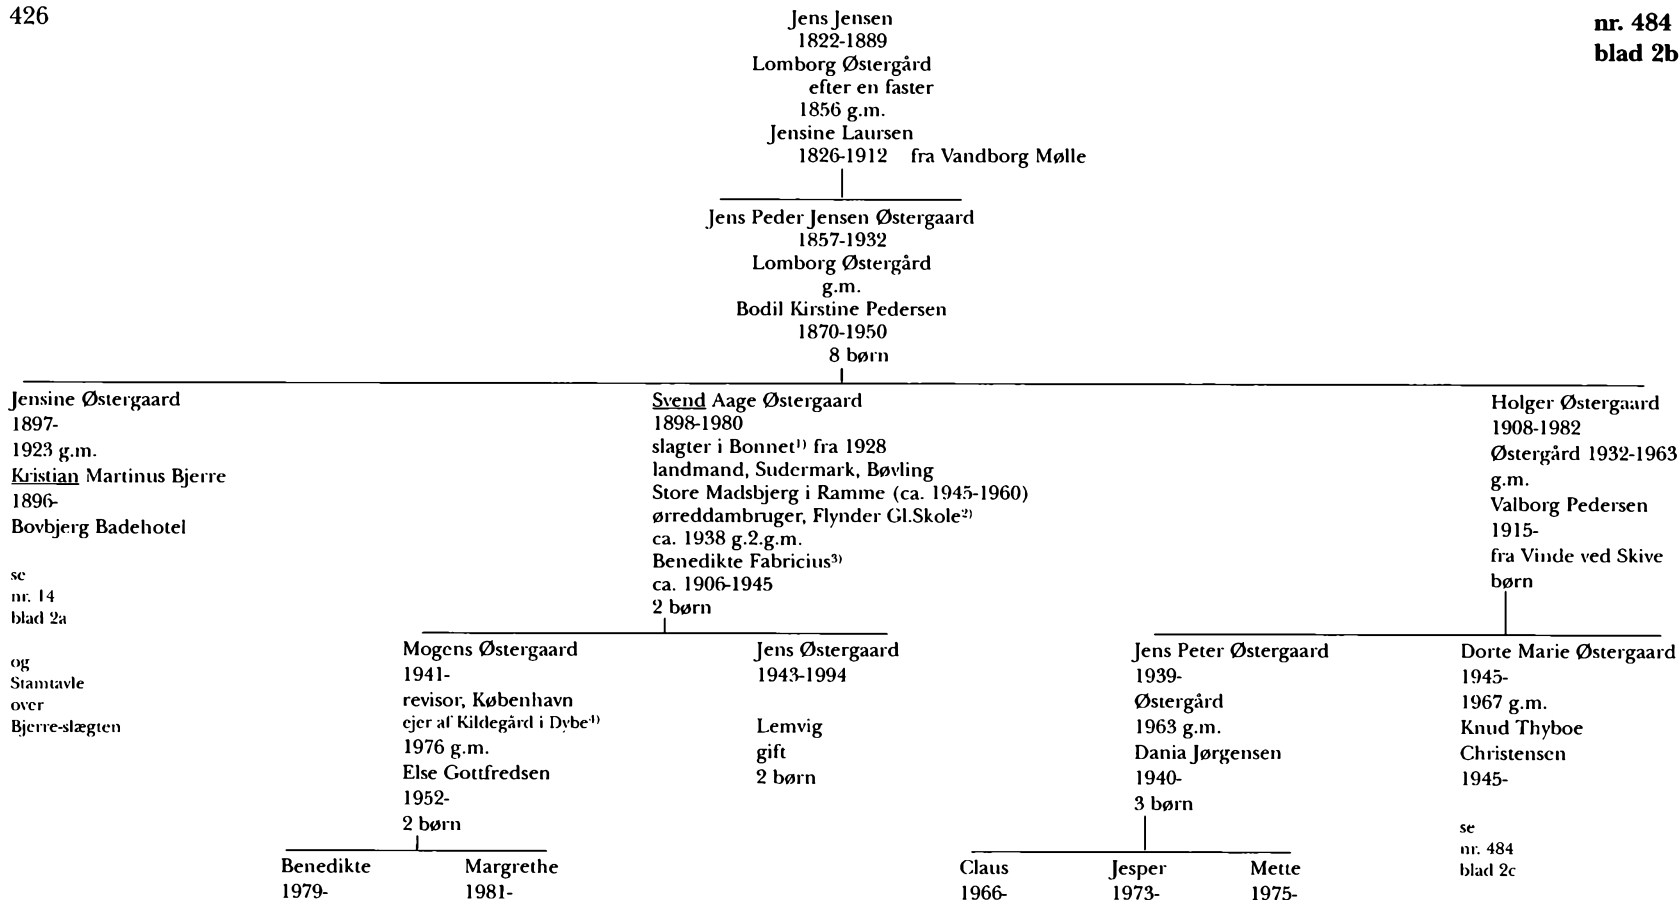 426
nr. 484
blad 2b
Jens Jensen
1822-1889
Lomborg Østergård
efter en faster
1856 g.m.
Jensine Laursen
1826-1912 fra Vandborg Mølle
Jens Peder Jensen Østergaard
1857-1932
Lomborg Østergård
g.m.
Bodil Kirstine Pedersen
1870-1950
8 børn
Jensine Østergaard
1897-
1923 g.m.
Kristian Martinus Bjerre
1896-
Bovbjerg Badehotel
se
nr. 14
blad 2a
og
Stamtavle
over
Bjerre-slægten
Svend Aage Østergaard
1898-1980
slagter i Bonnet¹⁾ fra 1928
landmand, Sudermark, Bøvling
Store Madsbjerg i Ramme (ca. 1945-1960)
ørreddambruger, Flynder Gl.Skole²⁾
ca. 1938 g.2.g.m.
Benedikte Fabricius³⁾
ca. 1906-1945
2 børn
Holger Østergaard
1908-1982
Østergård 1932-1963
g.m.
Valborg Pedersen
1915-
fra Vinde ved Skive
børn
Mogens Østergaard
1941-
revisor, København
ejer af Kildegård i Dybe⁴⁾
1976 g.m.
Else Gottfredsen
1952-
2 børn
Jens Østergaard
1943-1994
Lemvig
gift
2 børn
Jens Peter Østergaard
1939-
Østergård
1963 g.m.
Dania Jørgensen
1940-
3 børn
Dorte Marie Østergaard
1945-
1967 g.m.
Knud Thyboe
Christensen
1945-
se
nr. 484
blad 2c
Benedikte
1979-
Margrethe
1981-
Claus
1966-
Jesper
1973-
Mette
1975-